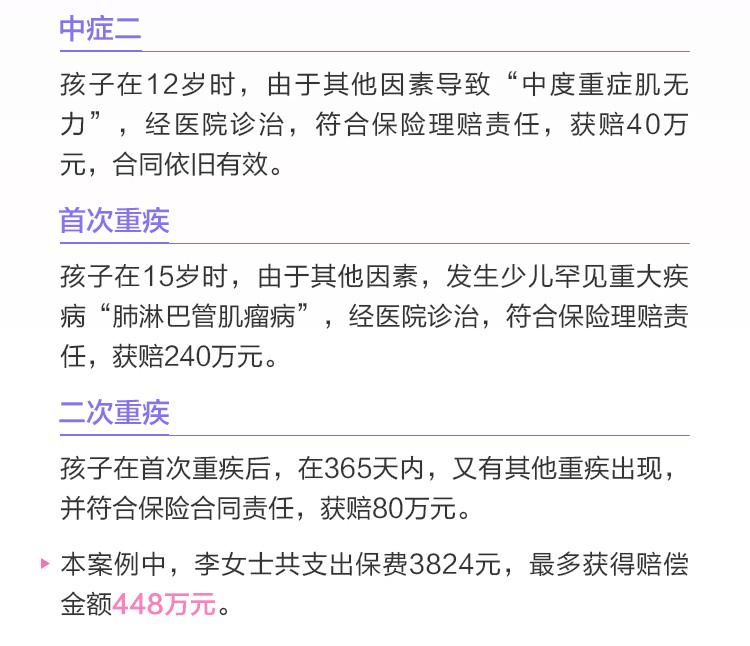 中症二
孩子在12岁时，由于其他因素导致“中度重症肌无
力”，经医院诊治，符合保险理赔责任，获赔40万
元，合同依旧有效。
首次重疾
孩子在15岁时，由于其他因素，发生少儿罕见重大疾
病“肺淋巴管肌瘤病”，经医院诊治，符合保险理赔责
任，获赔240万元。
二次重疾
孩子在首次重疾后，在365天内，又有其他重疾出现，
并符合保险合同责任，获赔80万元。
本案例中，李女士共支出保费3824元，最多获得赔偿
金额448万元。